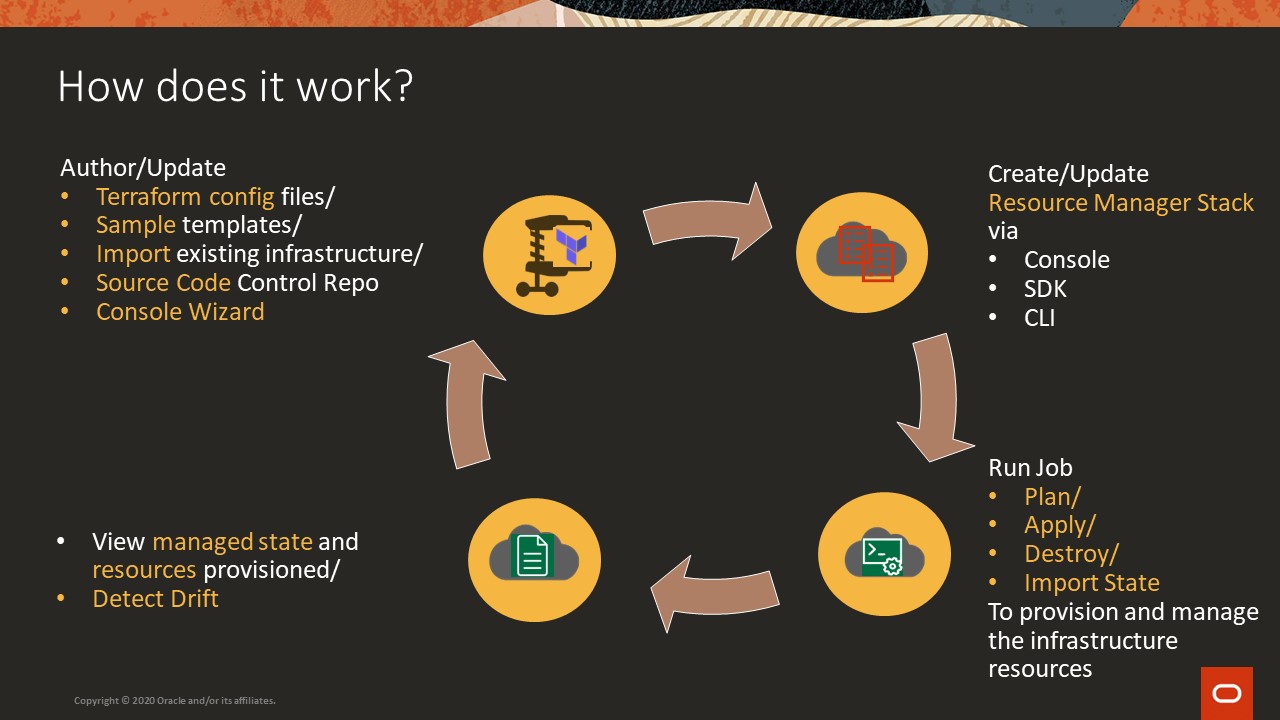 How does it work?
Author/Update
• Terraform config files/
• Sample templates/
• Import existing infrastructure/
• Source Code Control Repo
• Console Wizard
Create/Update
Resource Manager Stack
via
• Console
• SDK
• CLI
Run Job
• Plan/
• Apply/
• Destroy/
• Import State
To provision and manage
the infrastructure
resources
• View managed state and
resources provisioned/
• Detect Drift
Copyright © 2020 Oracle and/or its affiliates.